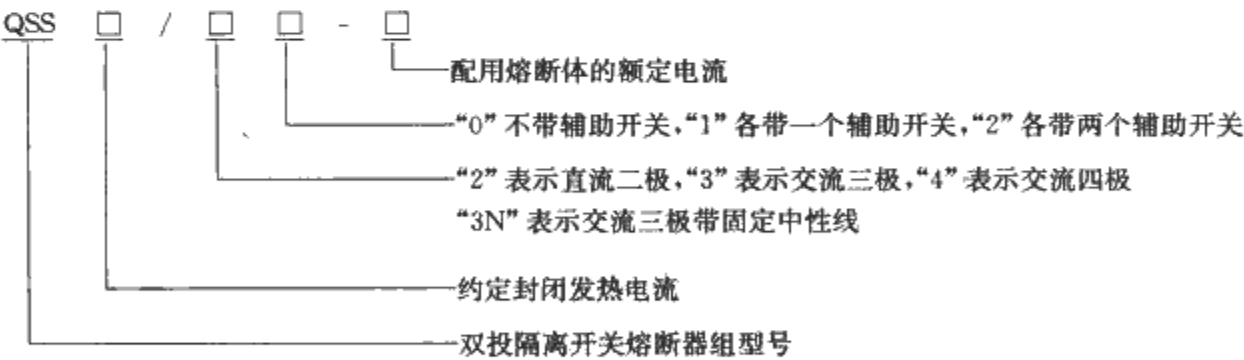 QSS □ / □ □ - □
配用熔断体的额定电流
“0”不带辅助开关,“1”各带一个辅助开关,“2”各带两个辅助开关
“2”表示直流二极,“3”表示交流三极,“4”表示交流四极
“3N”表示交流三极带固定中性线
约定封闭发热电流
双投隔离开关熔断器组型号